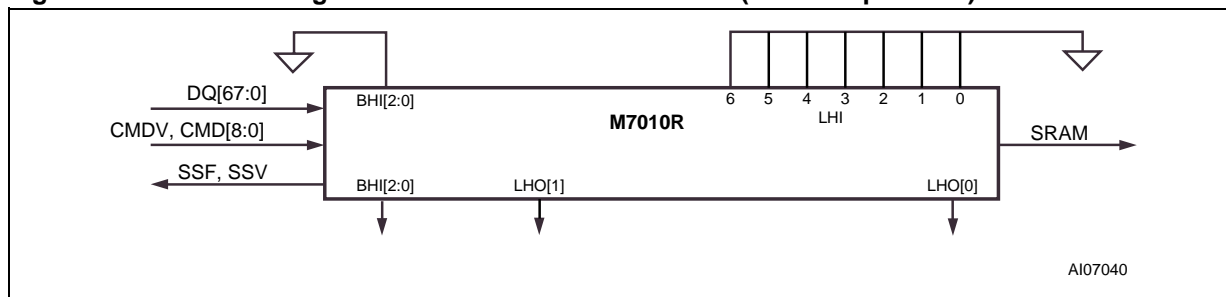 DQ[67:0]
BHI[2:0]
6 5 4 3 2 1 0
CMDV, CMD[8:0]
M7010R
LHI
SRAM
SSF, SSV
BHI[2:0]
LHO[1]
LHO[0]
AI07040